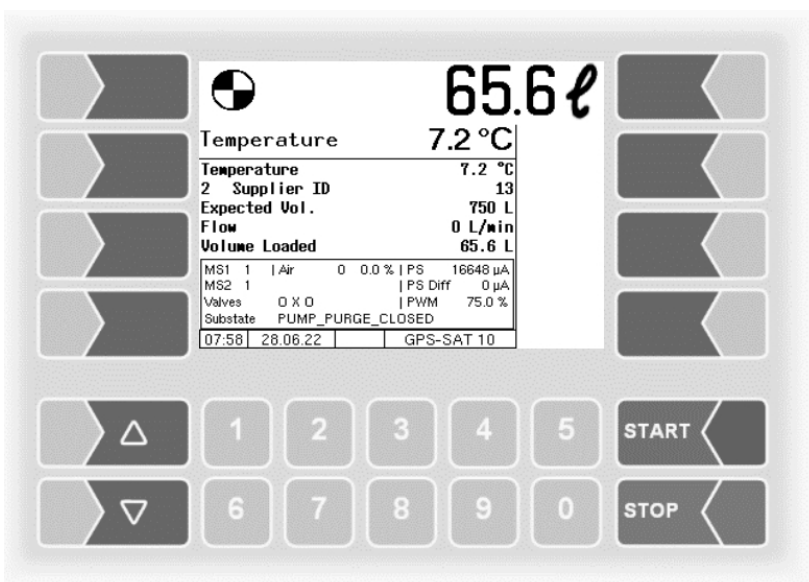 65.6 ℓ
Temperature 7.2 °C
Temperature 7.2 °C
2 Supplier ID 13
Expected Vol. 750 L
Flow 0 L/min
Volume Loaded 65.6 L
MS1 1 | Air 0 0.0 % | PS 16648 µA
MS2 1 | PS Diff 0 µA
Valves O X O | PWM 75.0 %
Substate PUMP_PURGE_CLOSED
07:58 28.06.22 GPS-SAT 10
1 2 3 4 5 START
6 7 8 9 0 STOP